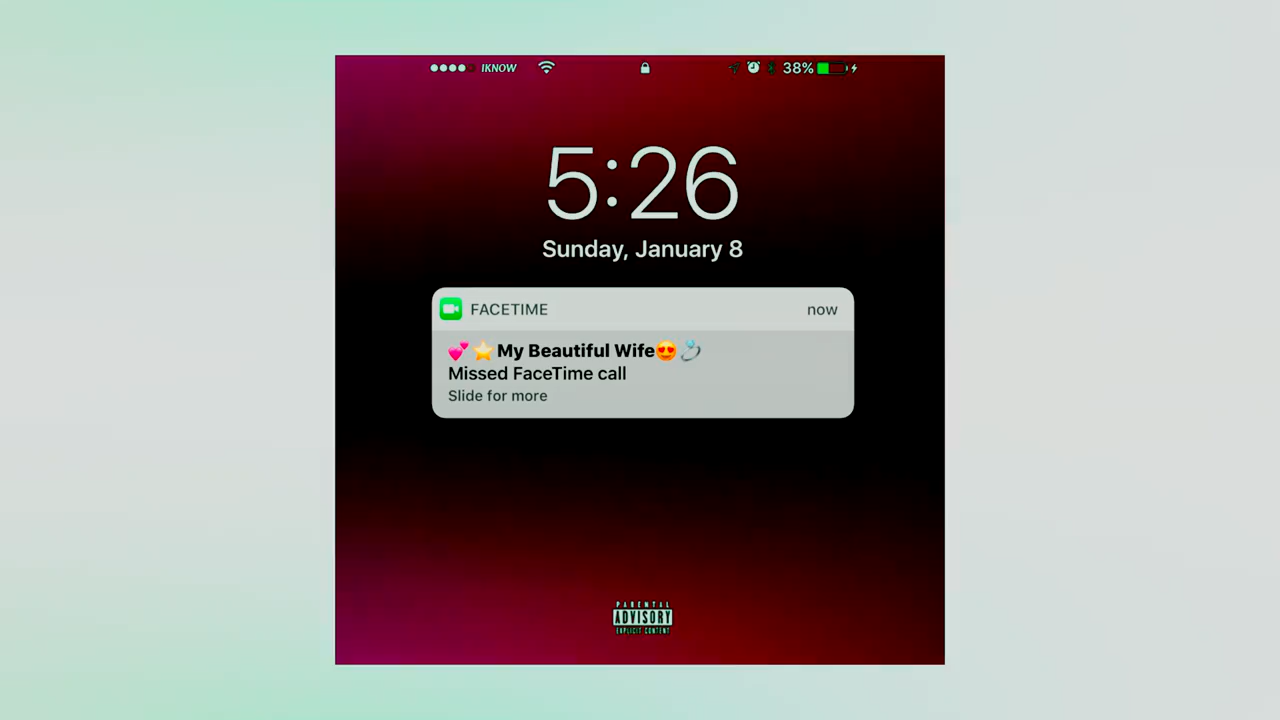 IKNOW 38%
5:26
Sunday, January 8
FACETIME now
💕⭐My Beautiful Wife😍💍
Missed FaceTime call
Slide for more
PARENTAL
ADVISORY
EXPLICIT CONTENT